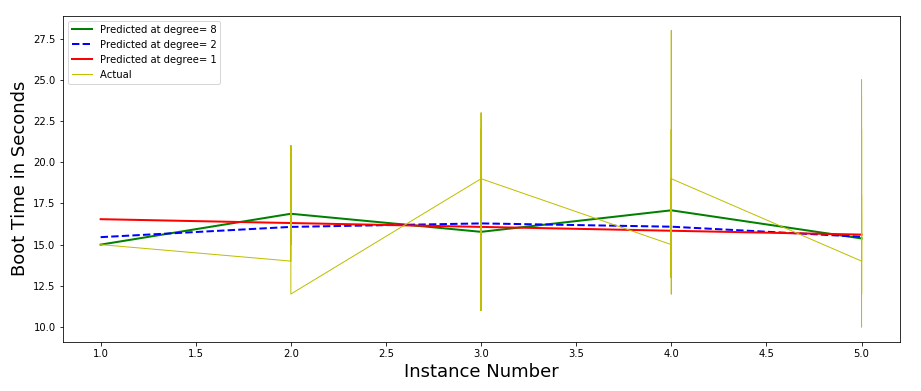 Predicted at degree= 8
Predicted at degree= 2
Predicted at degree= 1
Actual
27.5
25.0
22.5
20.0
17.5
15.0
12.5
10.0
Boot Time in Seconds
1.0 1.5 2.0 2.5 3.0 3.5 4.0 4.5 5.0
Instance Number